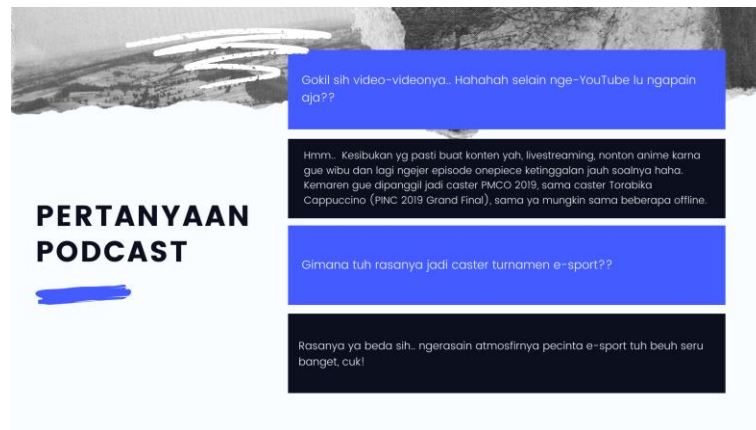 PERTANYAAN
PODCAST
Gokil sih video-videonya.. Hahahah selain nge-YouTube lu ngapain
aja??
Hmm.. Kesibukan yg pasti buat konten yah, livestreaming, nonton anime karna
gue wibu dan lagi ngejer episode onepiece ketinggalan jauh soalnya haha.
Kemaren gue dipanggil jadi caster PMCO 2019, sama caster Torabika
Cappuccino (PINC 2019 Grand Final), sama ya mungkin sama beberapa offline.
Gimana tuh rasanya jadi caster turnamen e-sport??
Rasanya ya beda sih.. ngerasain atmosfirnya pecinta e-sport tuh beuh seru
banget, cuk!